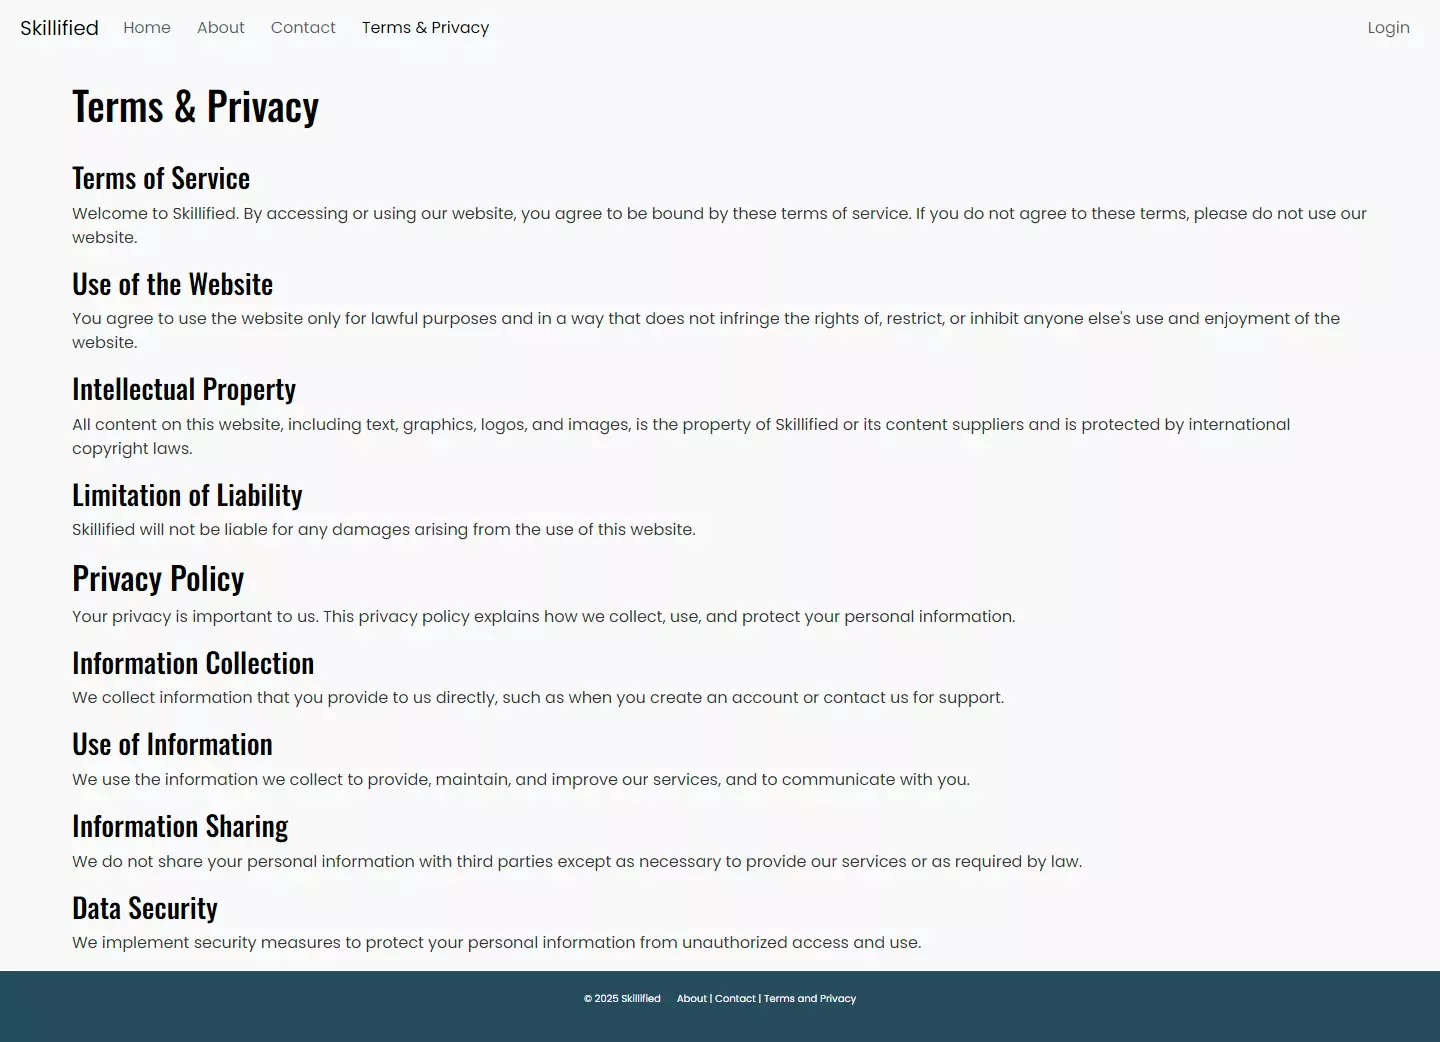 Skillified Home About Contact Terms & Privacy Login
Terms & Privacy
Terms of Service
Welcome to Skillified. By accessing or using our website, you agree to be bound by these terms of service. If you do not agree to these terms, please do not use our
website.
Use of the Website
You agree to use the website only for lawful purposes and in a way that does not infringe the rights of, restrict, or inhibit anyone else's use and enjoyment of the
website.
Intellectual Property
All content on this website, including text, graphics, logos, and images, is the property of Skillified or its content suppliers and is protected by international
copyright laws.
Limitation of Liability
Skillified will not be liable for any damages arising from the use of this website.
Privacy Policy
Your privacy is important to us. This privacy policy explains how we collect, use, and protect your personal information.
Information Collection
We collect information that you provide to us directly, such as when you create an account or contact us for support.
Use of Information
We use the information we collect to provide, maintain, and improve our services, and to communicate with you.
Information Sharing
We do not share your personal information with third parties except as necessary to provide our services or as required by law.
Data Security
We implement security measures to protect your personal information from unauthorized access and use.
© 2025 Skillified About | Contact | Terms and Privacy